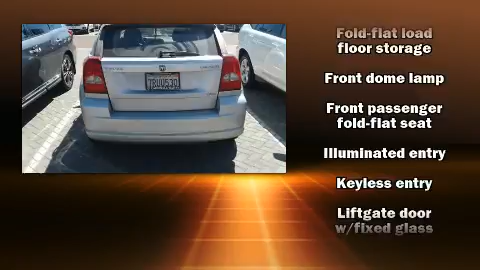 Fold-flat load
floor storage
Front dome lamp
Front passenger
fold-flat seat
Illuminated entry
Keyless entry
Liftgate door
w/fixed glass